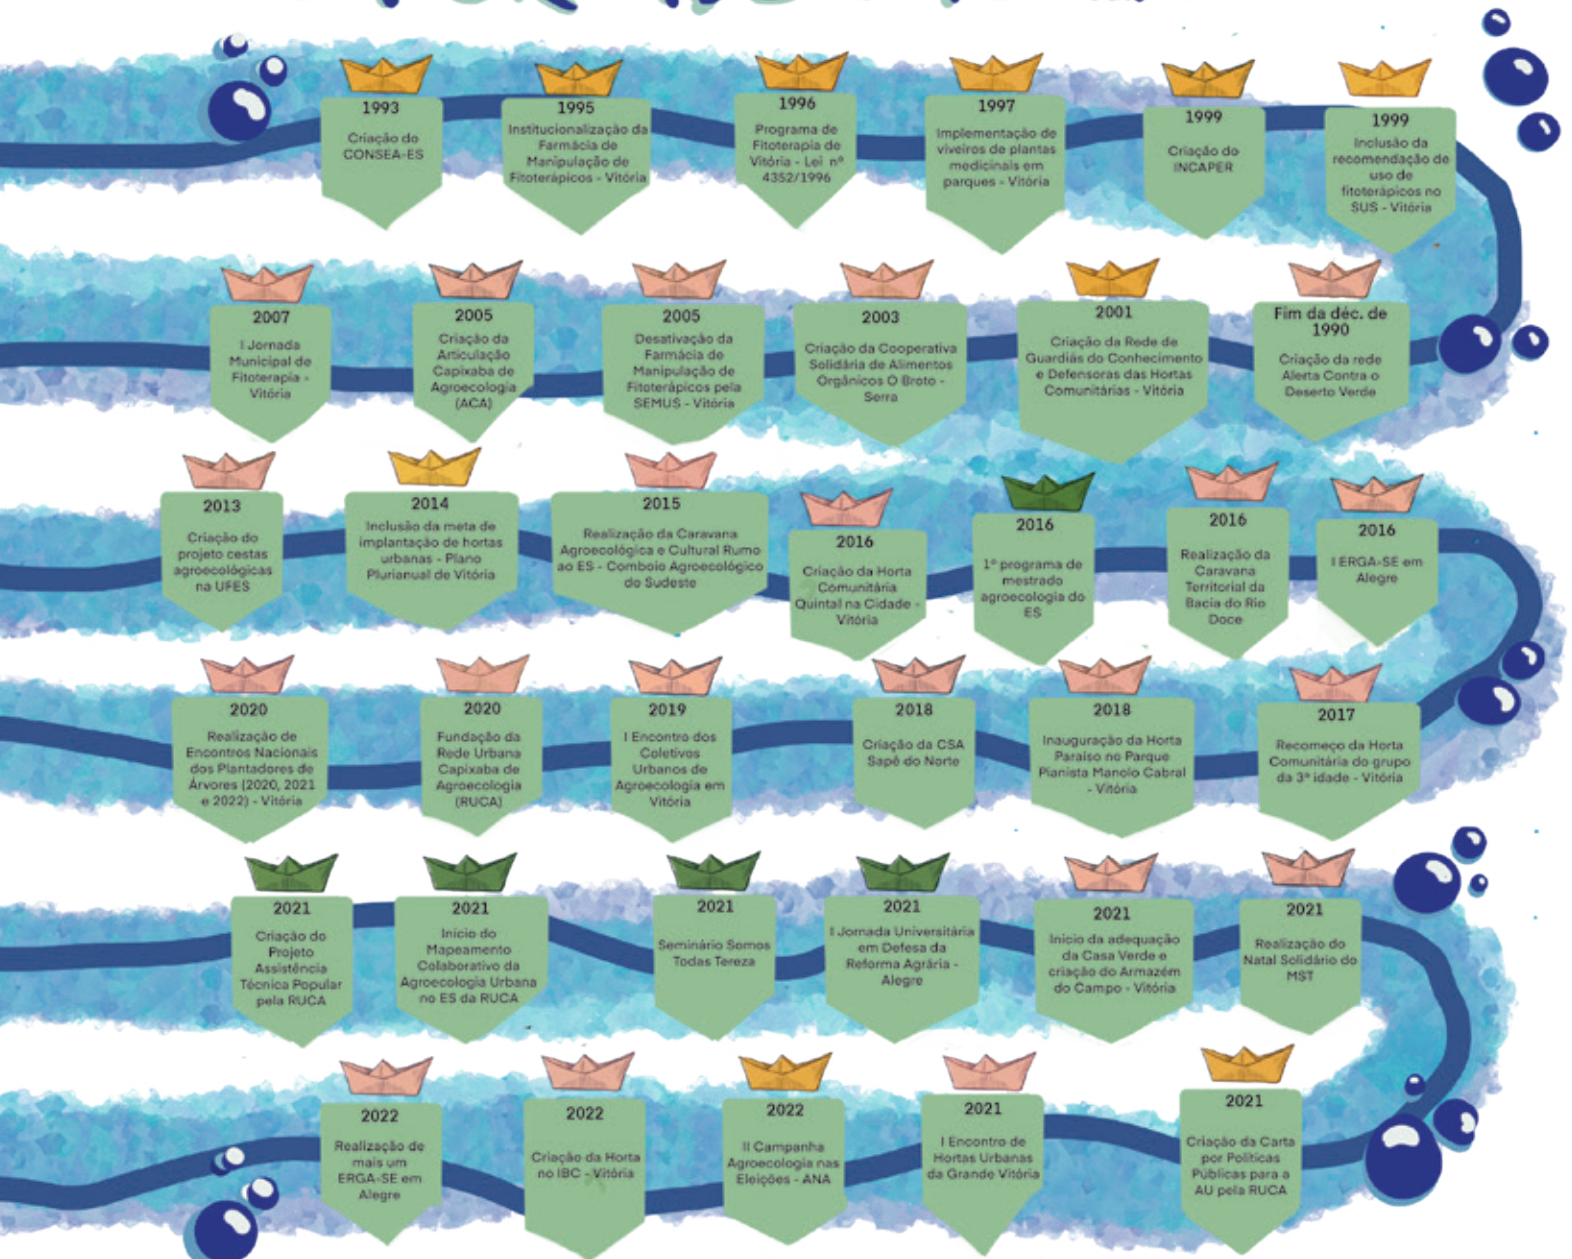 1993
Criação do
CONSEA-ES
1995
Institucionalização da
Farmácia de
Manipulação de
Fitoterápicos - Vitória
1996
Programa de
Fitoterapia de
Vitória - Lei nº
4352/1996
1997
Implementação de
viveiros de plantas
medicinais em
parques - Vitória
1999
Criação do
INCAPER
1999
Inclusão da
recomendação de
uso de
fitoterápicos no
SUS - Vitória
2007
I Jornada
Municipal de
Fitoterapia -
Vitória
2005
Criação da
Articulação
Capixaba de
Agroecologia
(ACA)
2005
Desativação da
Farmácia de
Manipulação de
Fitoterápicos pela
SEMUS - Vitória
2003
Criação da Cooperativa
Solidária de Alimentos
Orgânicos O Broto -
Serra
2001
Criação da Rede de
Guardiãs do Conhecimento
e Defensoras das Hortas
Comunitárias - Vitória
Fim da déc. de
1990
Criação da rede
Alerta Contra o
Deserto Verde
2013
Criação do
projeto cestas
agroecológicas
na UFES
2014
Inclusão da meta de
implantação de hortas
urbanas - Plano
Plurianual de Vitória
2015
Realização da Caravana
Agroecológica e Cultural Rumo
ao ES - Comboio Agroecológico
do Sudeste
2016
Criação da Horta
Comunitária
Quintal na Cidade -
Vitória
2016
1º programa de
mestrado
agroecologia do
ES
2016
Realização da
Caravana
Territorial da
Bacia do Rio
Doce
2016
I ERGA-SE em
Alegre
2020
Realização de
Encontros Nacionais
dos Plantadores de
Árvores (2020, 2021
e 2022) - Vitória
2020
Fundação da
Rede Urbana
Capixaba de
Agroecologia
(RUCA)
2019
I Encontro dos
Coletivos
Urbanos de
Agroecologia em
Vitória
2018
Criação da CSA
Sapê do Norte
2018
Inauguração da Horta
Paraíso no Parque
Pianista Manolo Cabral
- Vitória
2017
Recomeço da Horta
Comunitária do grupo
da 3ª idade - Vitória
2021
Criação do
Projeto
Assistência
Técnica Popular
pela RUCA
2021
Início do
Mapeamento
Colaborativo da
Agroecologia Urbana
no ES da RUCA
2021
Seminário Somos
Todas Tereza
2021
I Jornada Universitária
em Defesa da
Reforma Agrária -
Alegre
2021
Início da adequação
da Casa Verde e
criação do Armazém
do Campo - Vitória
2021
Realização do
Natal Solidário do
MST
2022
Realização de
mais um
ERGA-SE em
Alegre
2022
Criação da Horta
no IBC - Vitória
2022
II Campanha
Agroecologia nas
Eleições - ANA
2021
I Encontro de
Hortas Urbanas
da Grande Vitória
2021
Criação da Carta
por Políticas
Públicas para a
AU pela RUCA